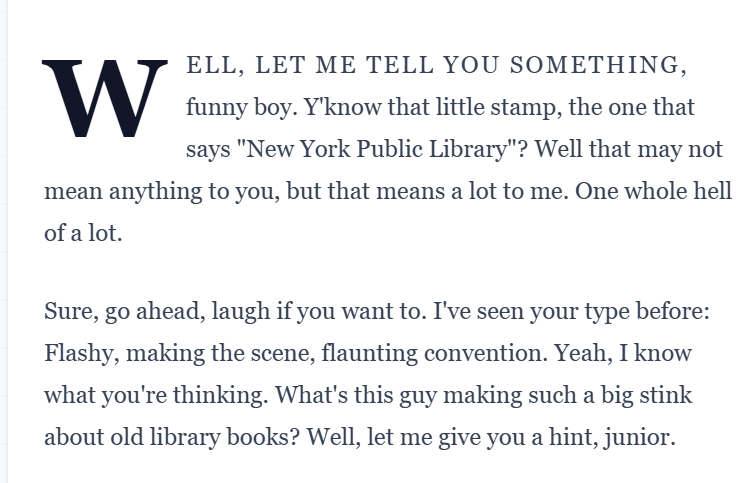 WELL, LET ME TELL YOU SOMETHING,
funny boy. Y'know that little stamp, the one that
says "New York Public Library"? Well that may not
mean anything to you, but that means a lot to me. One whole hell
of a lot.
Sure, go ahead, laugh if you want to. I've seen your type before:
Flashy, making the scene, flaunting convention. Yeah, I know
what you're thinking. What's this guy making such a big stink
about old library books? Well, let me give you a hint, junior.